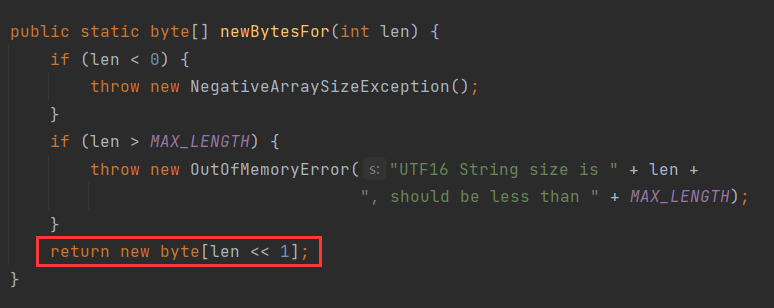 public static byte[] newBytesFor(int len) {
if (len < 0) {
throw new NegativeArraySizeException();
}
if (len > MAX_LENGTH) {
throw new OutOfMemoryError( s: "UTF16 String size is " + len +
", should be less than " + MAX_LENGTH);
}
return new byte[len << 1];
}